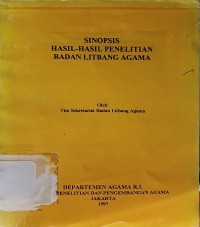 SINOPSIS
HASIL-HASIL PENELITIAN
BADAN LITBANG AGAMA
Oleh:
Tim Sekretariat Badan Litbang Agama
DEPARTEMEN AGAMA R.I
PENELITIAN DAN PENGEMBANGAN AGAMA
JAKARTA
1997